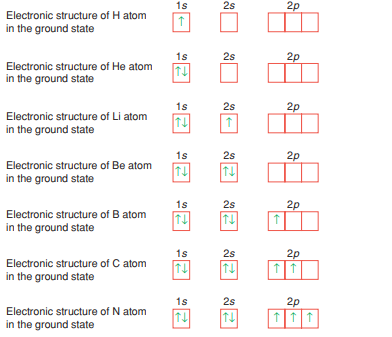 1s 2s 2p
Electronic structure of H atom ↑
in the ground state
1s 2s 2p
Electronic structure of He atom ↑↓
in the ground state
1s 2s 2p
Electronic structure of Li atom ↑↓ ↑
in the ground state
1s 2s 2p
Electronic structure of Be atom ↑↓ ↑↓
in the ground state
1s 2s 2p
Electronic structure of B atom ↑↓ ↑↓ ↑
in the ground state
1s 2s 2p
Electronic structure of C atom ↑↓ ↑↓ ↑ ↑
in the ground state
1s 2s 2p
Electronic structure of N atom ↑↓ ↑↓ ↑ ↑ ↑
in the ground state